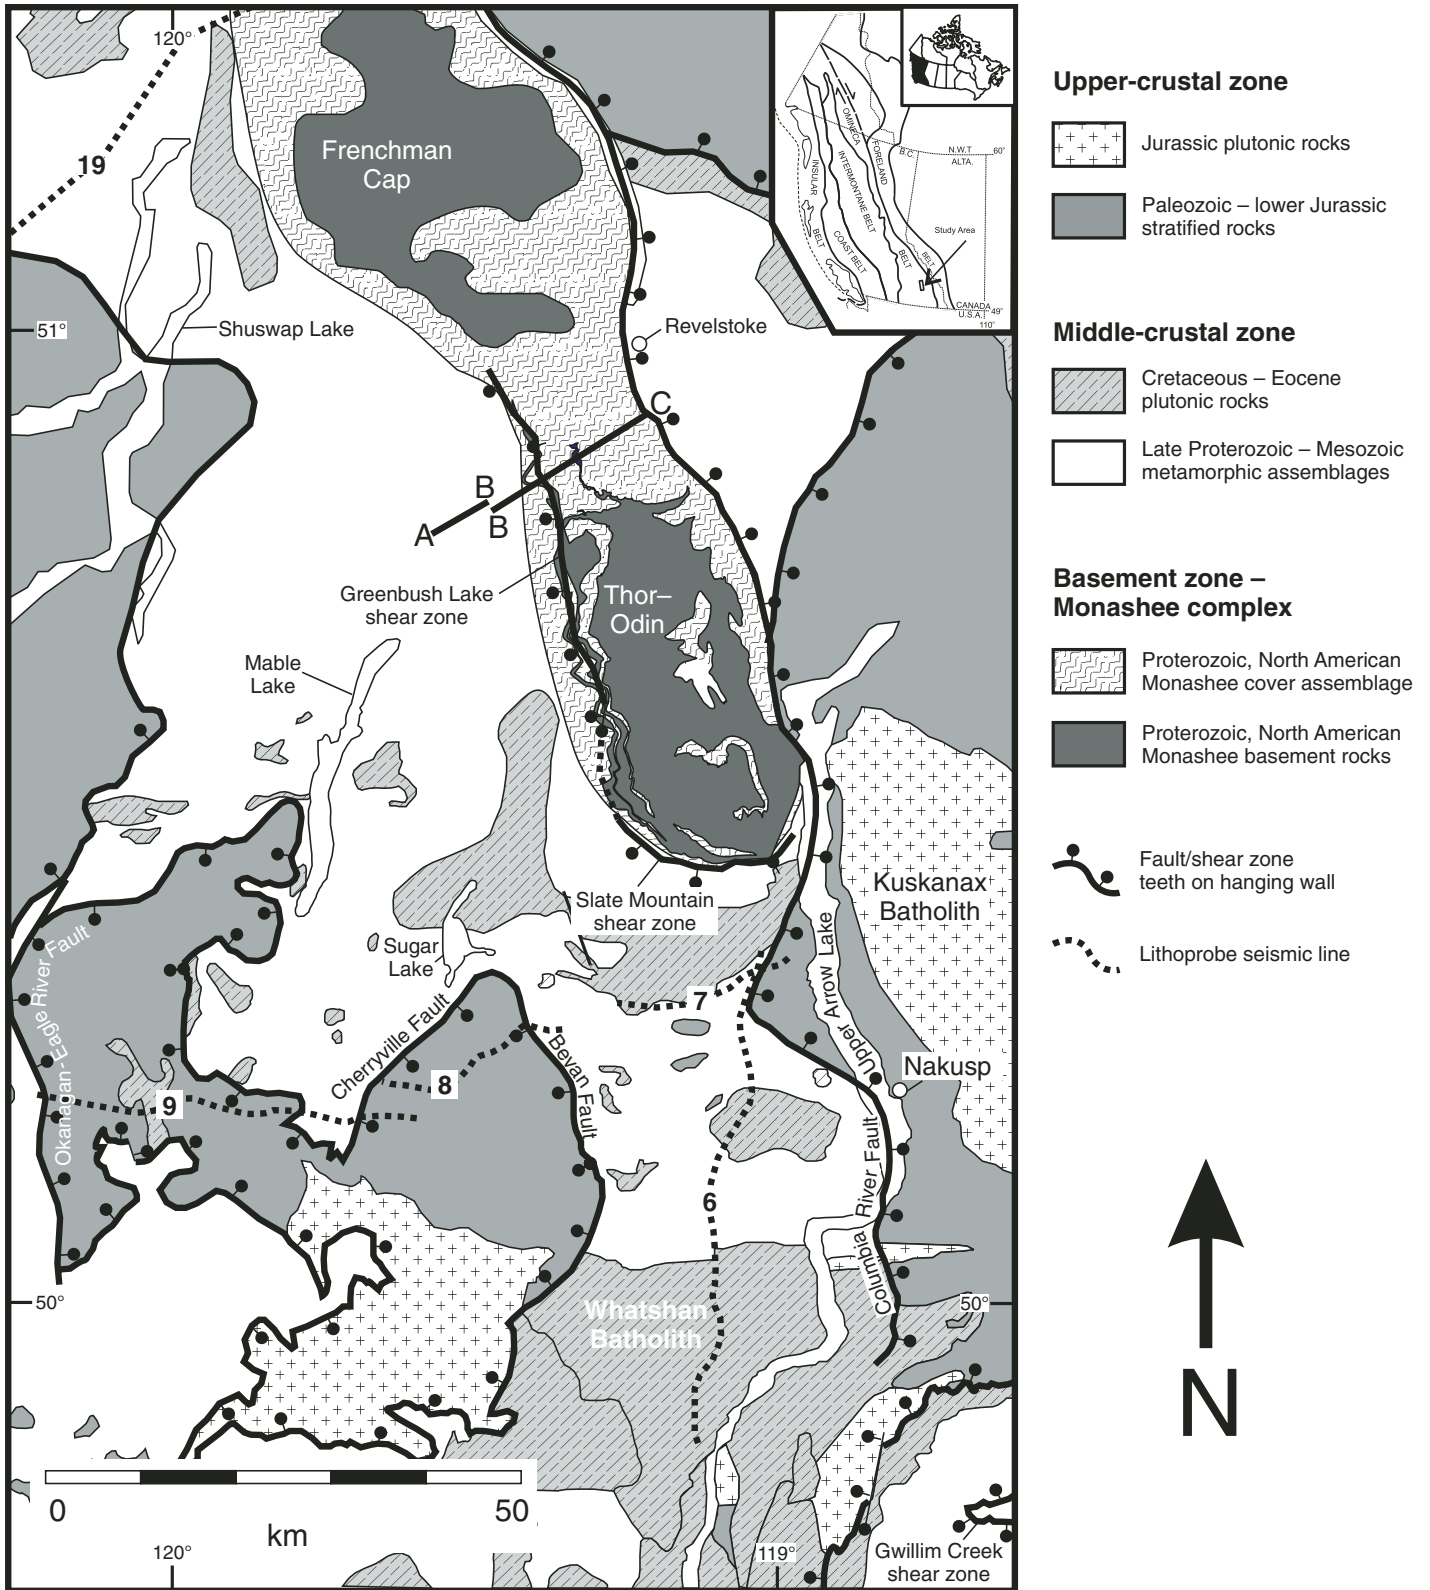 120°
19
Frenchman
Cap
51°
Shuswap Lake
Revelstoke
C
B
A
B
Greenbush Lake
shear zone
Thor–
Odin
Mable
Lake
Kuskanax
Batholith
Slate Mountain
shear zone
Sugar
Lake
Upper Arrow Lake
Okanagan-Eagle River Fault
Cherryville Fault
Bevan Fault
7
8
9
6
Nakusp
Columbia River Fault
50°
50°
Whatshan
Batholith
0
50
km
120°
119°
Gwillim Creek
shear zone
OMINECA
FORELAND
INTERMONTANE BELT
INSULAR
BELT
COAST BELT
BELT
BELT
B.C.
N.W.T
60°
ALTA.
Study Area
CANADA
U.S.A.
49°
110°
Upper-crustal zone
Jurassic plutonic rocks
Paleozoic – lower Jurassic
stratified rocks
Middle-crustal zone
Cretaceous – Eocene
plutonic rocks
Late Proterozoic – Mesozoic
metamorphic assemblages
Basement zone –
Monashee complex
Proterozoic, North American
Monashee cover assemblage
Proterozoic, North American
Monashee basement rocks
Fault/shear zone
teeth on hanging wall
Lithoprobe seismic line
N